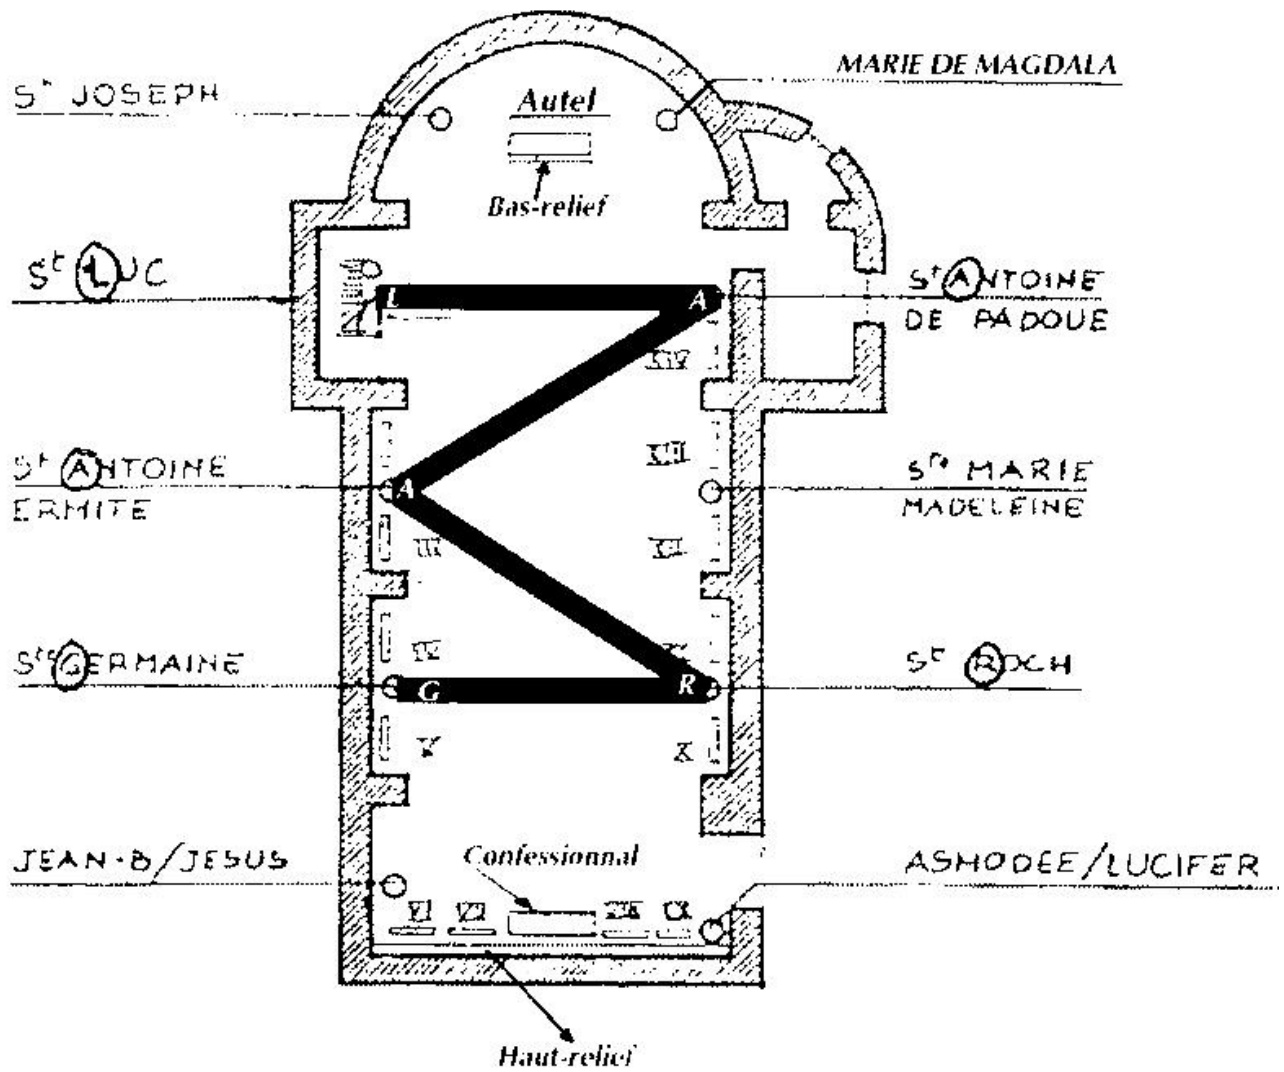 MARIE DE MAGDALA
St JOSEPH
Autel
Bas-relief
St LUC
St ANTOINE
DE PADOUE
L
A
XIV
St ANTOINE
ERMITE
A
XIII
Ste MARIE
MADELEINE
III
XII
Ste GERMAINE
IV
St ROCH
G
R
V
X
JEAN-B/JESUS
Confessionnal
ASHODEE/LUCIFER
VI
VII
VIII
IX
Haut-relief